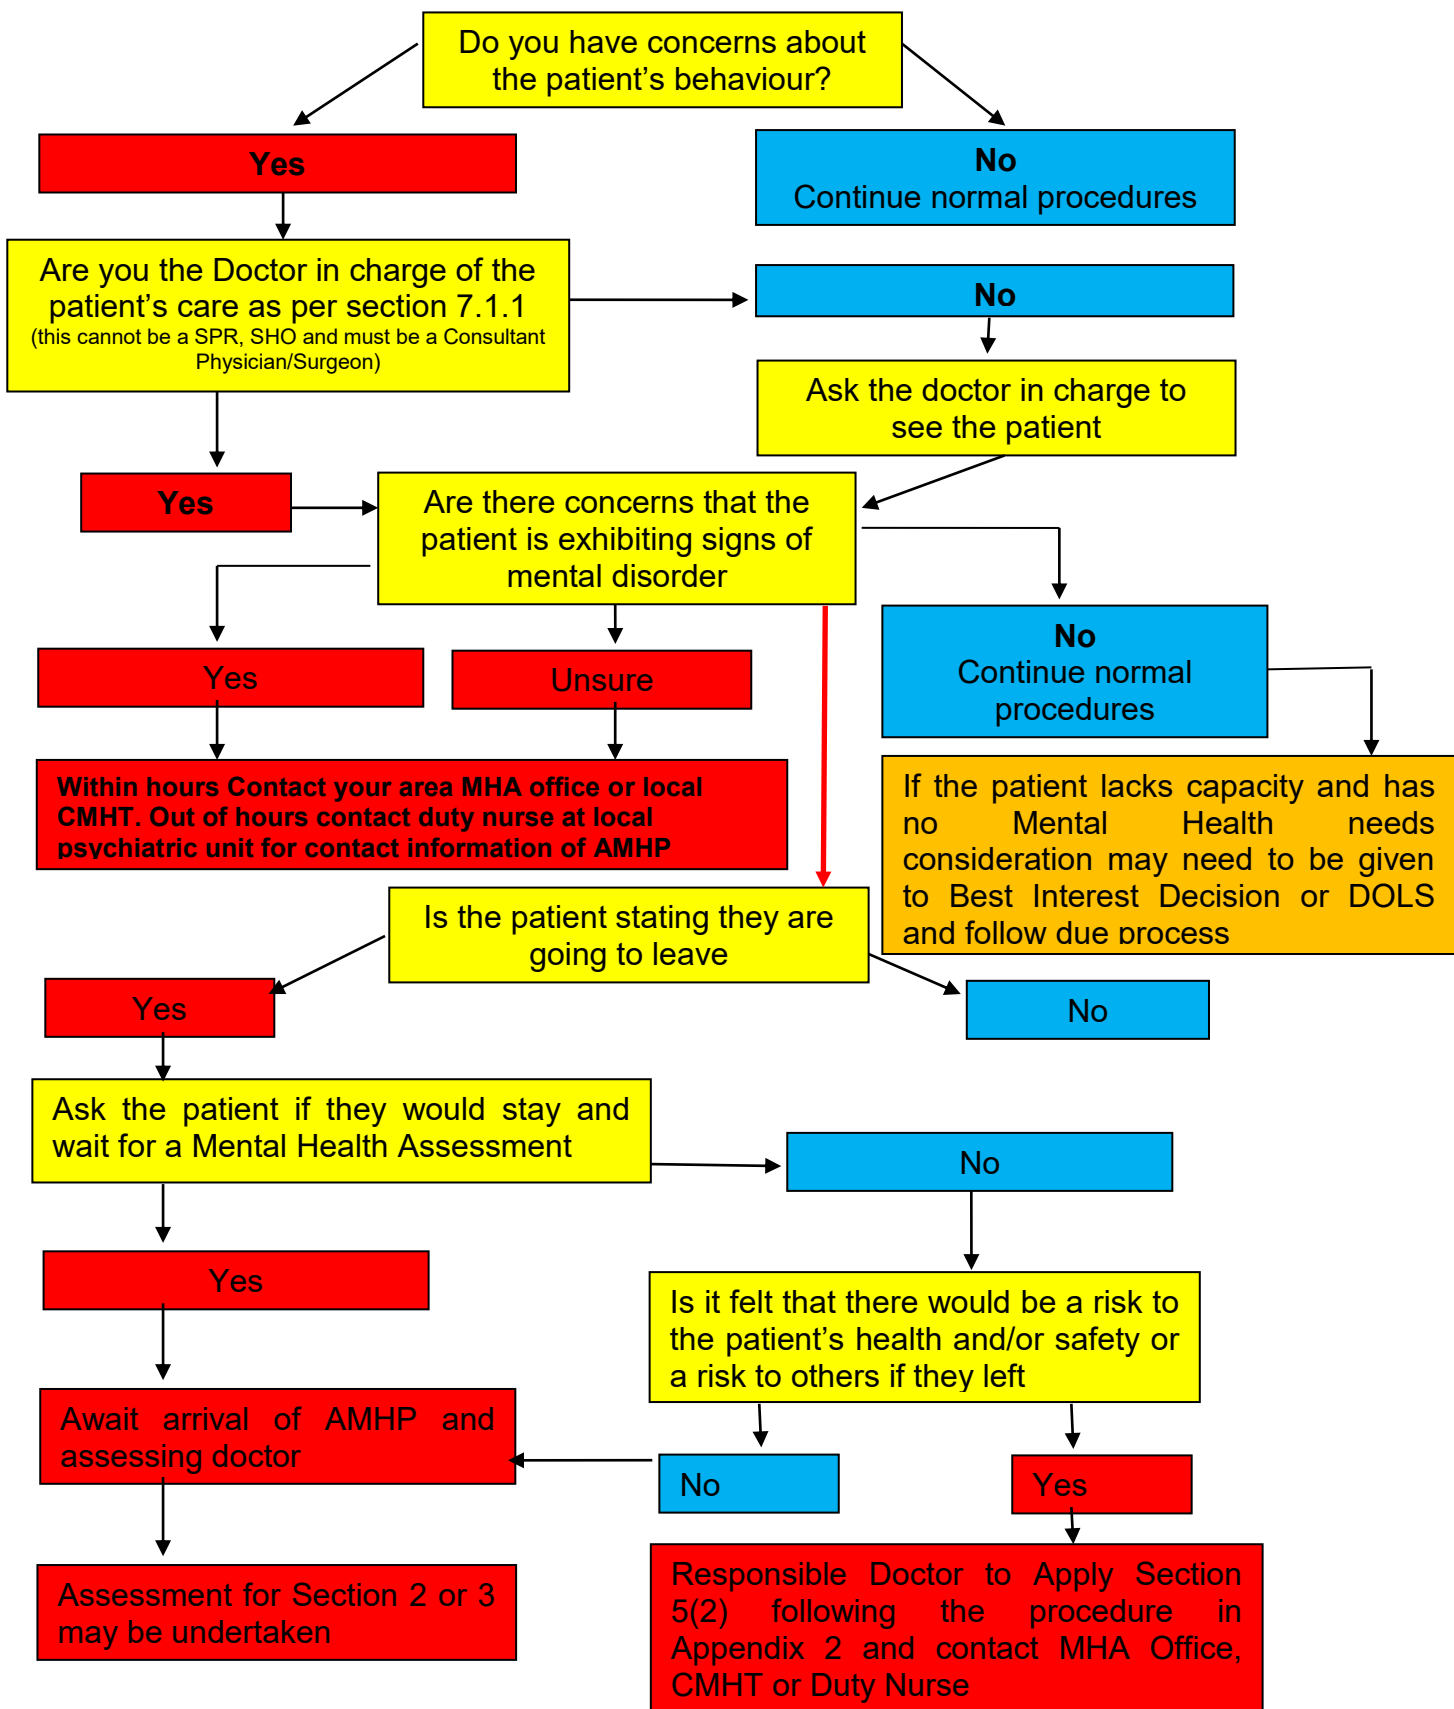 Do you have concerns about
the patient's behaviour?
Yes
No
Continue normal procedures
Are you the Doctor in charge of the
patient's care as per section 7.1.1
(this cannot be a SPR, SHO and must be a Consultant
Physician/Surgeon)
No
Ask the doctor in charge to
see the patient
Yes
Are there concerns that the
patient is exhibiting signs of
mental disorder
Yes
Unsure
No
Continue normal
procedures
Within hours Contact your area MHA office or local
CMHT. Out of hours contact duty nurse at local
psychiatric unit for contact information of AMHP
If the patient lacks capacity and has
no Mental Health needs
consideration may need to be given
to Best Interest Decision or DOLS
and follow due process
Is the patient stating they are
going to leave
Yes
No
Ask the patient if they would stay and
wait for a Mental Health Assessment
No
Yes
Is it felt that there would be a risk to
the patient's health and/or safety or
a risk to others if they left
Await arrival of AMHP and
assessing doctor
No
Yes
Assessment for Section 2 or 3
may be undertaken
Responsible Doctor to Apply Section
5(2) following the procedure in
Appendix 2 and contact MHA Office,
CMHT or Duty Nurse